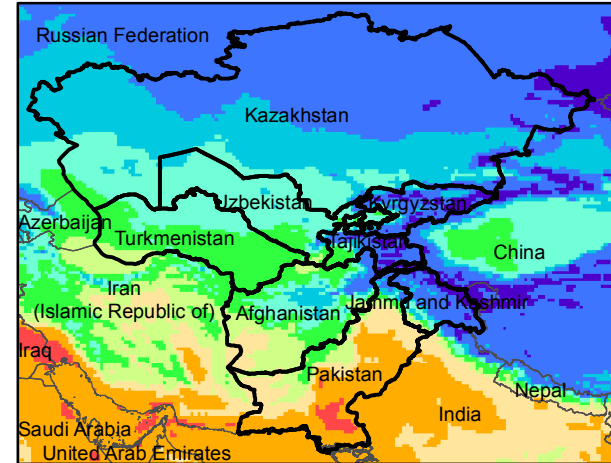 Russian Federation
Kazakhstan
Uzbekistan
Kyrgyzstan
Azerbaijan
Turkmenistan
Tajikistan
China
Iran
(Islamic Republic of)
Afghanistan
Jammu and Kashmir
Iraq
Pakistan
Nepal
India
Saudi Arabia
United Arab Emirates